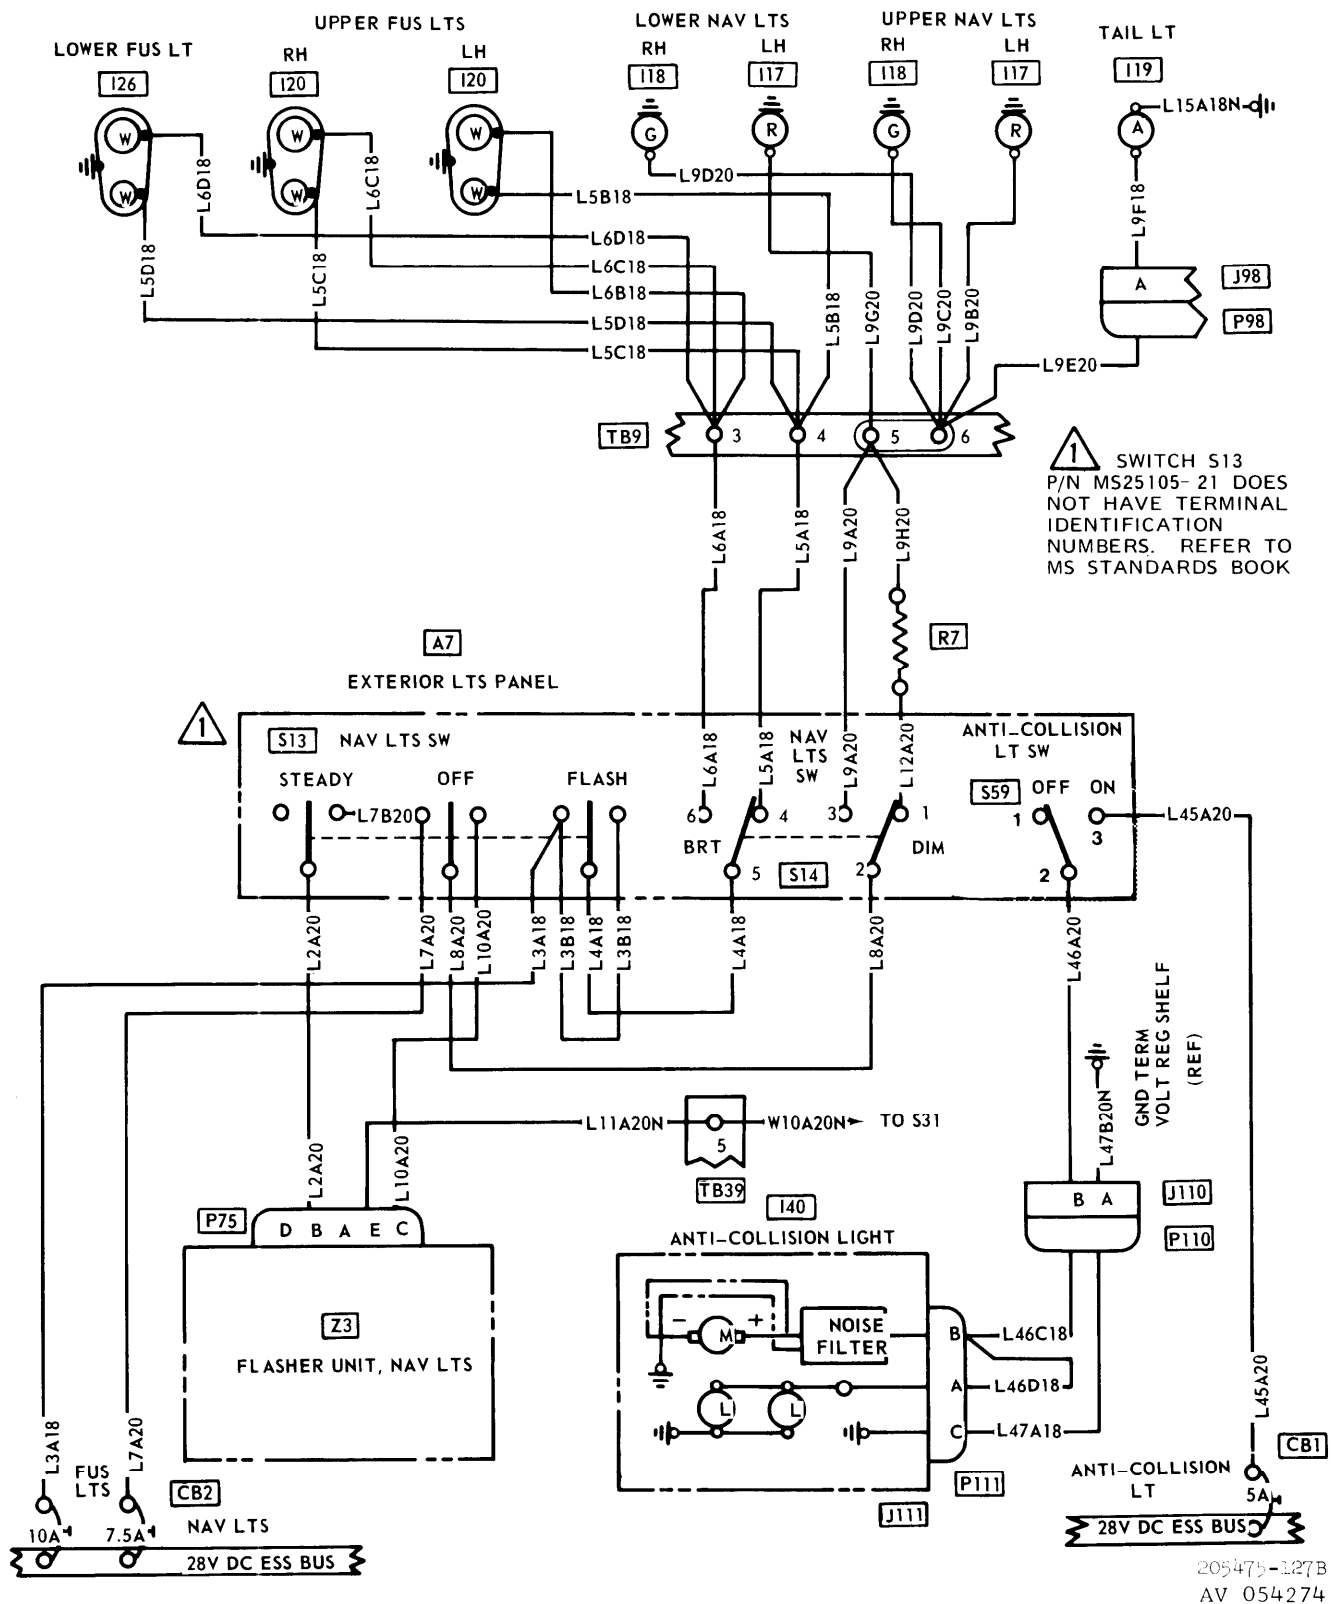 UPPER FUS LTS
LOWER NAV LTS
UPPER NAV LTS
TAIL LT
LOWER FUS LT
RH
LH
RH
LH
RH
LH
I26
I20
I20
I18
I17
I18
I17
I19
W
W
W
W
W
W
G
R
G
R
A
L15A18N
L6D18
L6C18
L9D20
L9F18
L5B18
L5D18
L5C18
L6D18
L6C18
L6B18
L5D18
L5C18
L5B18
L9G20
L9D20
L9C20
L9B20
A
J98
P98
L9E20
TB9
3
4
5
6
1
SWITCH S13
P/N MS25105-21 DOES
NOT HAVE TERMINAL
IDENTIFICATION
NUMBERS. REFER TO
MS STANDARDS BOOK
L6A18
L5A18
L9A20
L9H20
R7
A7
EXTERIOR LTS PANEL
1
S13
NAV LTS SW
STEADY
OFF
FLASH
L7B20
L6A18
L5A18
NAV
LTS
SW
L9A20
L12A20
ANTI-COLLISION
LT SW
S59
OFF
ON
6
4
3
1
1
3
BRT
DIM
5
S14
2
2
L45A20
L2A20
L7A20
L8A20
L10A20
L3A18
L3B18
L4A18
L3B18
L4A18
L8A20
L46A20
GND TERM
VOLT REG SHELF
(REF)
L47B20N
L11A20N
W10A20N
TO S31
5
TB39
L2A20
L10A20
P75
D B A E C
Z3
FLASHER UNIT, NAV LTS
I40
ANTI-COLLISION LIGHT
B A
J110
P110
-
+
M
NOISE
FILTER
B
L46C18
L
L
A
L46D18
C
L47A18
P111
J111
L45A20
L3A18
L7A20
FUS
LTS
CB2
10A
7.5A
NAV LTS
28V DC ESS BUS
CB1
ANTI-COLLISION
LT
5A
28V DC ESS BUS
205475-127B
AV 054274